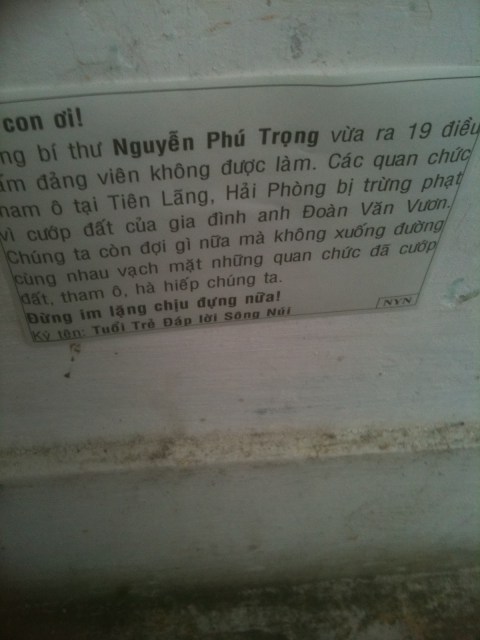 con ơi!
ng bí thư Nguyễn Phú Trọng vừa ra 19 điều
ấm đảng viên không được làm. Các quan chức
ham ô tại Tiên Lãng, Hải Phòng bị trừng phạt
vì cướp đất của gia đình anh Đoàn Văn Vươn.
Chúng ta còn đợi gì nữa mà không xuống đường
cùng nhau vạch mặt những quan chức đã cướp
đất, tham ô, hà hiếp chúng ta.
Đừng im lặng chịu đựng nữa!
Ký tên: Tuổi Trẻ Đáp lời Sông Núi
NVN